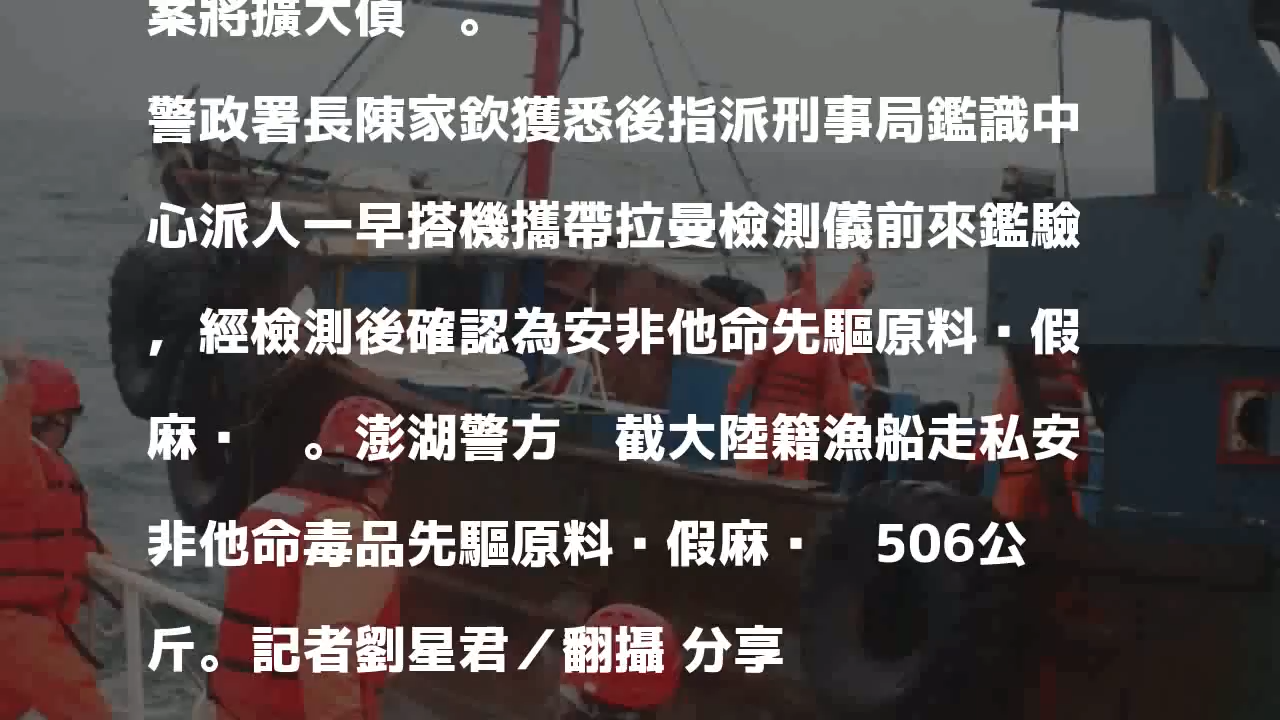 案將擴大偵　。
警政署長陳家欽獲悉後指派刑事局鑑識中
心派人一早搭機攜帶拉曼檢測儀前來鑑驗
，經檢測後確認為安非他命先驅原料▪假
麻▪　。澎湖警方　截大陸籍漁船走私安
非他命毒品先驅原料▪假麻▪　506公
斤。記者劉星君／翻攝 分享